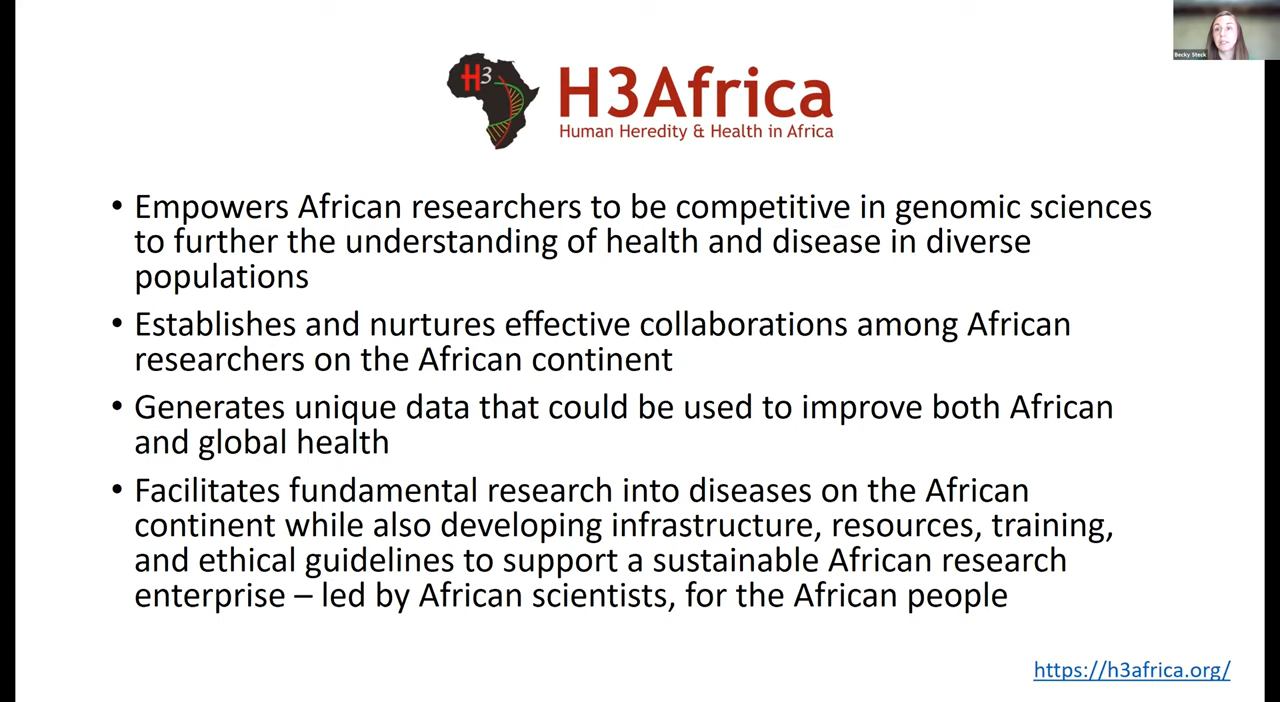 Becky Steck
H3
H3Africa
Human Heredity & Health in Africa
• Empowers African researchers to be competitive in genomic sciences
to further the understanding of health and disease in diverse
populations
• Establishes and nurtures effective collaborations among African
researchers on the African continent
• Generates unique data that could be used to improve both African
and global health
• Facilitates fundamental research into diseases on the African
continent while also developing infrastructure, resources, training,
and ethical guidelines to support a sustainable African research
enterprise – led by African scientists, for the African people
https://h3africa.org/